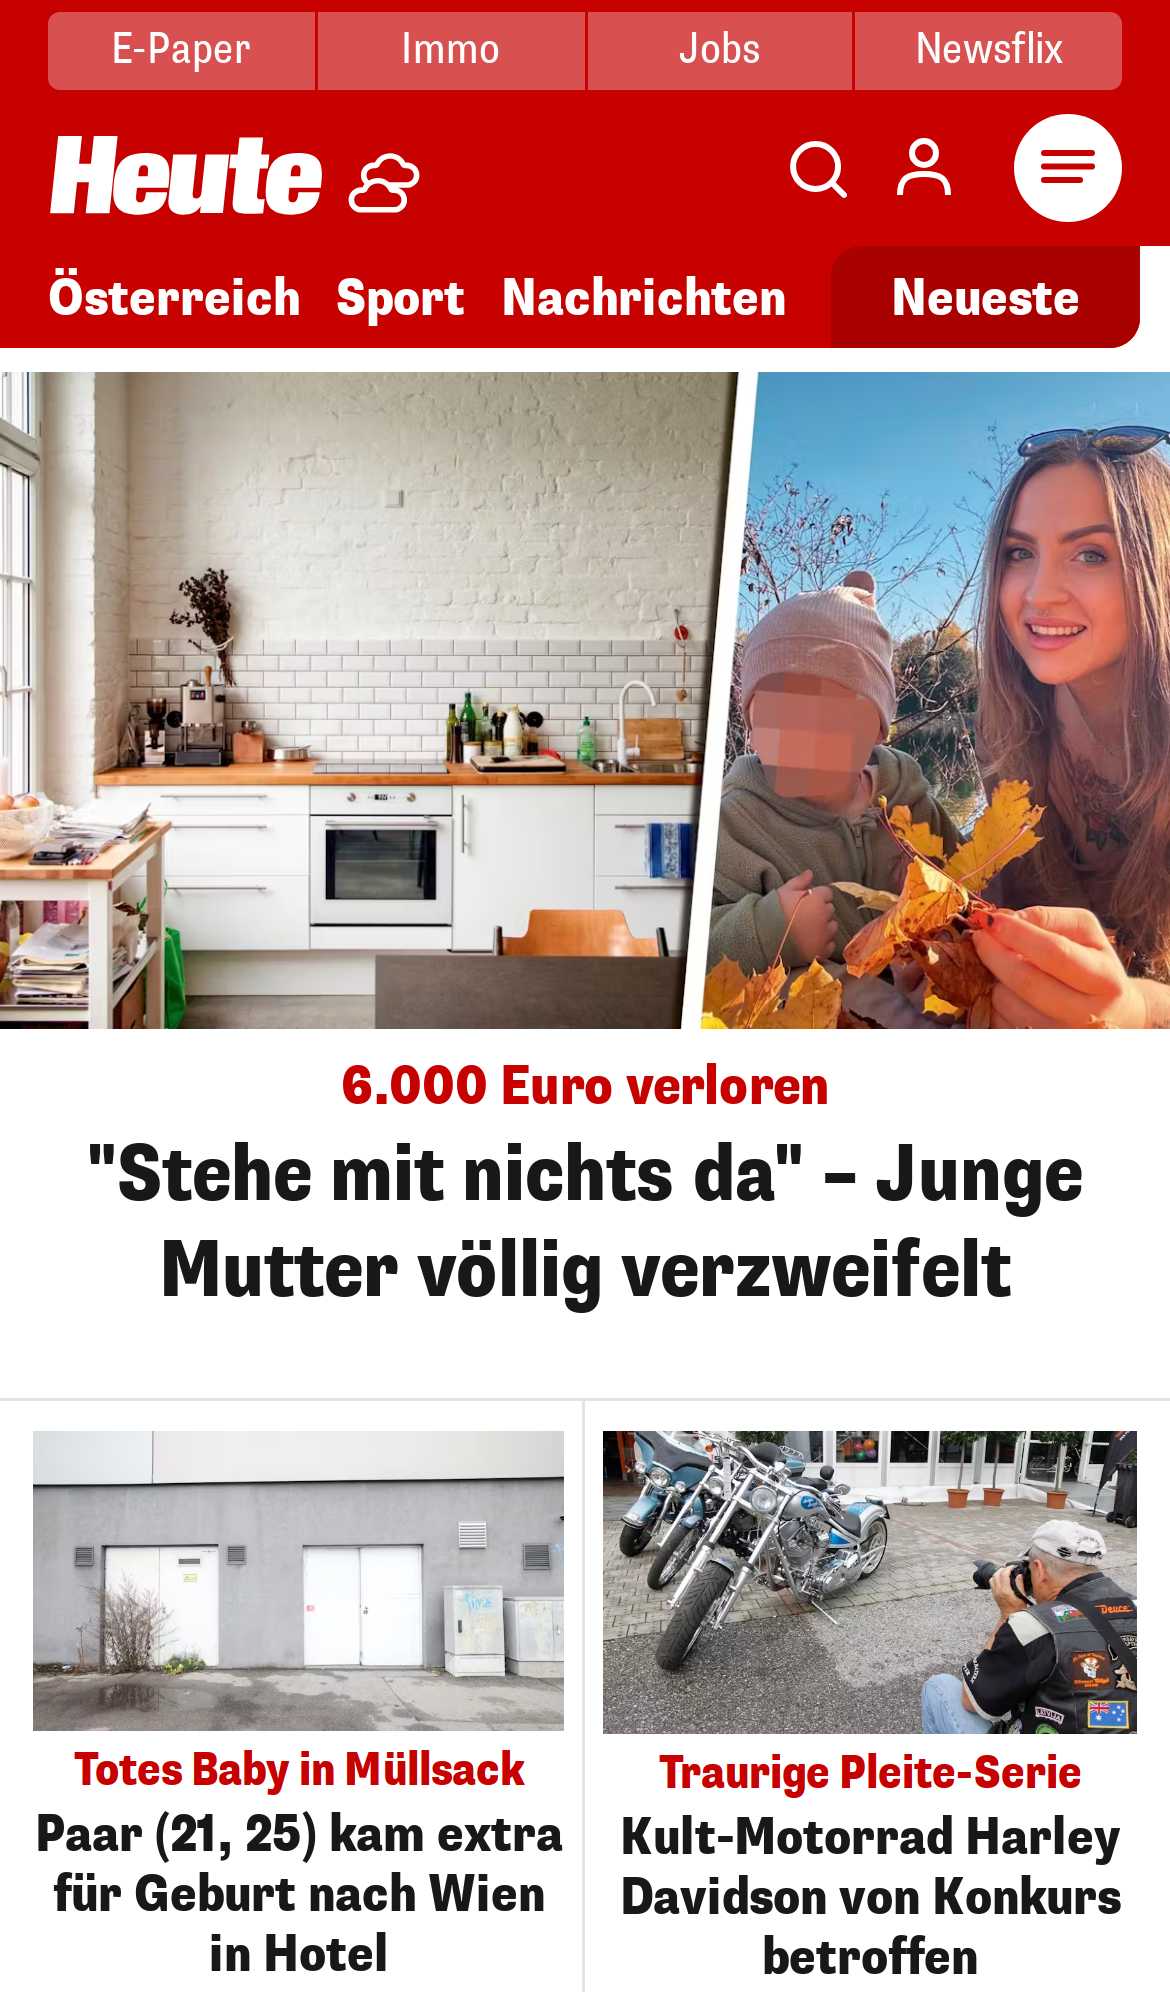 E-Paper
Immo
Jobs
Newsflix
Heute
Österreich
Sport
Nachrichten
Neueste
6.000 Euro verloren
"Stehe mit nichts da" – Junge
Mutter völlig verzweifelt
Totes Baby in Müllsack
Paar (21, 25) kam extra
für Geburt nach Wien
in Hotel
Deuce
LATVIJA
Traurige Pleite-Serie
Kult-Motorrad Harley
Davidson von Konkurs
betroffen